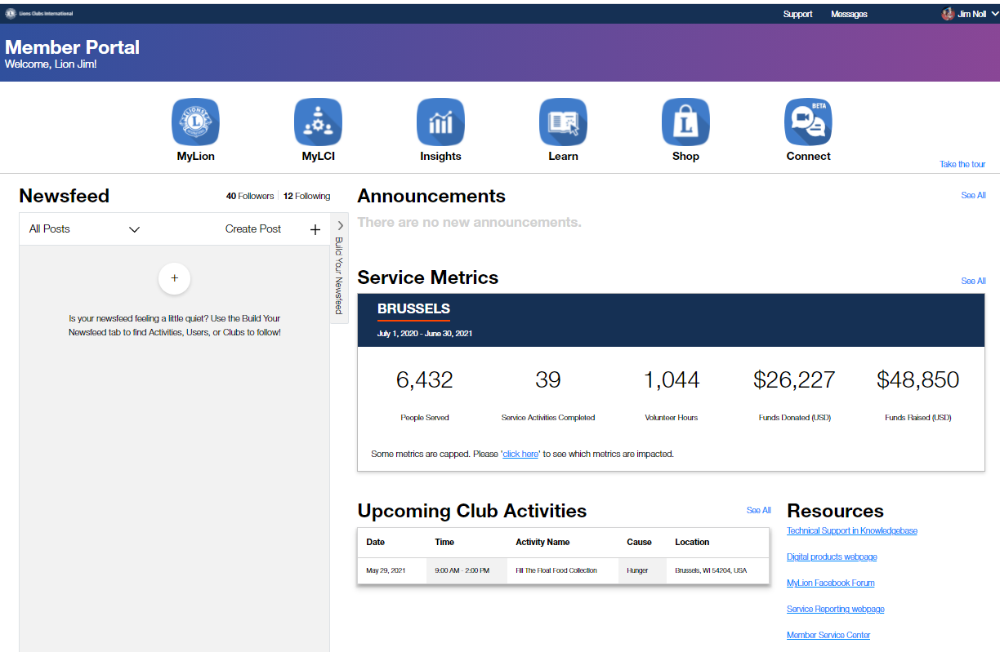 Lions Clubs International
Support Messages Jim Noll
Member Portal
Welcome, Lion Jim!
LIONS
L
INTERNATIONAL
L
BETA
MyLion MyLCI Insights Learn Shop Connect
Take the tour
Newsfeed 40 Followers 12 Following
All Posts Create Post +
Build Your Newsfeed
+
Is your newsfeed feeling a little quiet? Use the Build Your
Newsfeed tab to find Activities, Users, or Clubs to follow!
Announcements See All
There are no new announcements.
Service Metrics See All
BRUSSELS
July 1, 2020 - June 30, 2021
6,432 39 1,044 $26,227 $48,850
People Served Service Activities Completed Volunteer Hours Funds Donated (USD) Funds Raised (USD)
Some metrics are capped. Please 'click here' to see which metrics are impacted.
Upcoming Club Activities See All
Date Time Activity Name Cause Location
May 29, 2021 9:00 AM - 2:00 PM Fill The Float Food Collection Hunger Brussels, WI 54204, USA
Resources
Technical Support in Knowledgebase
Digital products webpage
MyLion Facebook Forum
Service Reporting webpage
Member Service Center